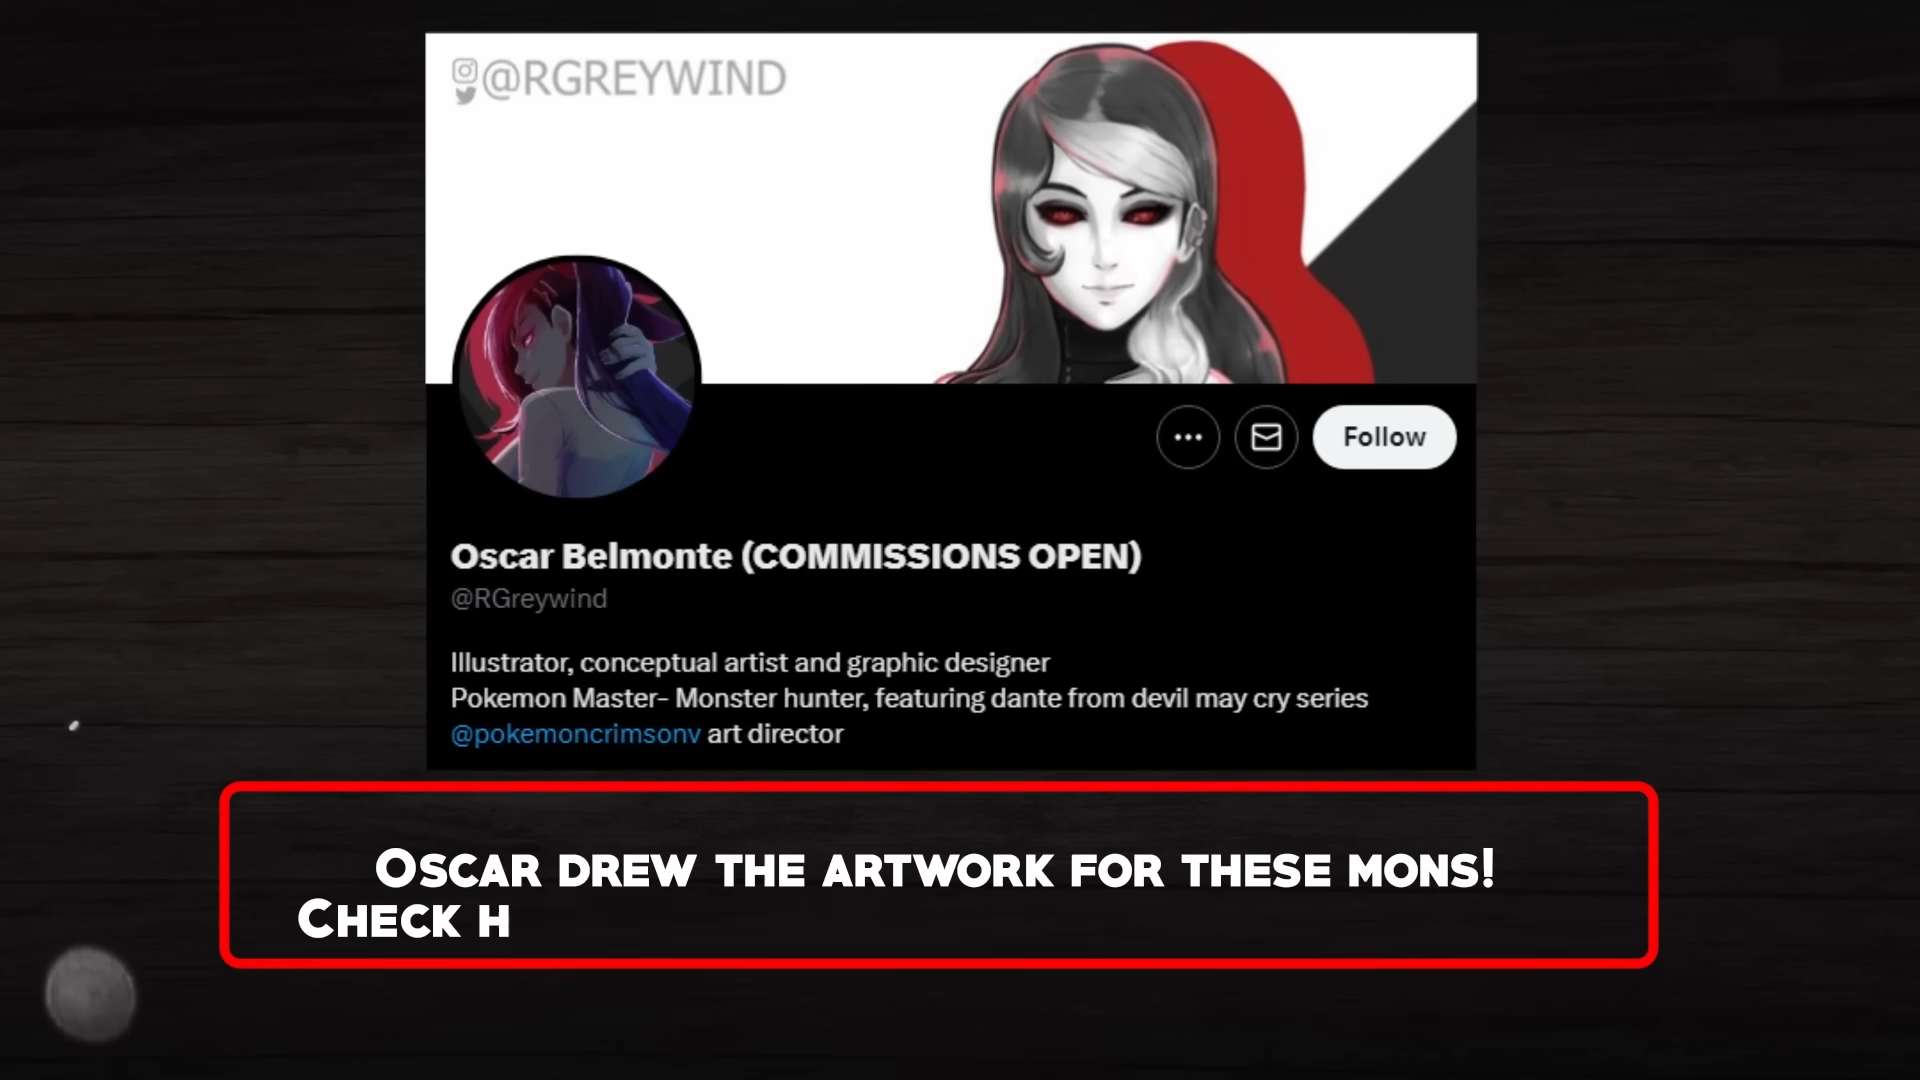 @RGREYWIND
Follow
Oscar Belmonte (COMMISSIONS OPEN)
@RGreywind
Illustrator, conceptual artist and graphic designer
Pokemon Master- Monster hunter, featuring dante from devil may cry series
@pokemoncrimsonv art director
OSCAR DREW THE ARTWORK FOR THESE MONS!
CHECK H